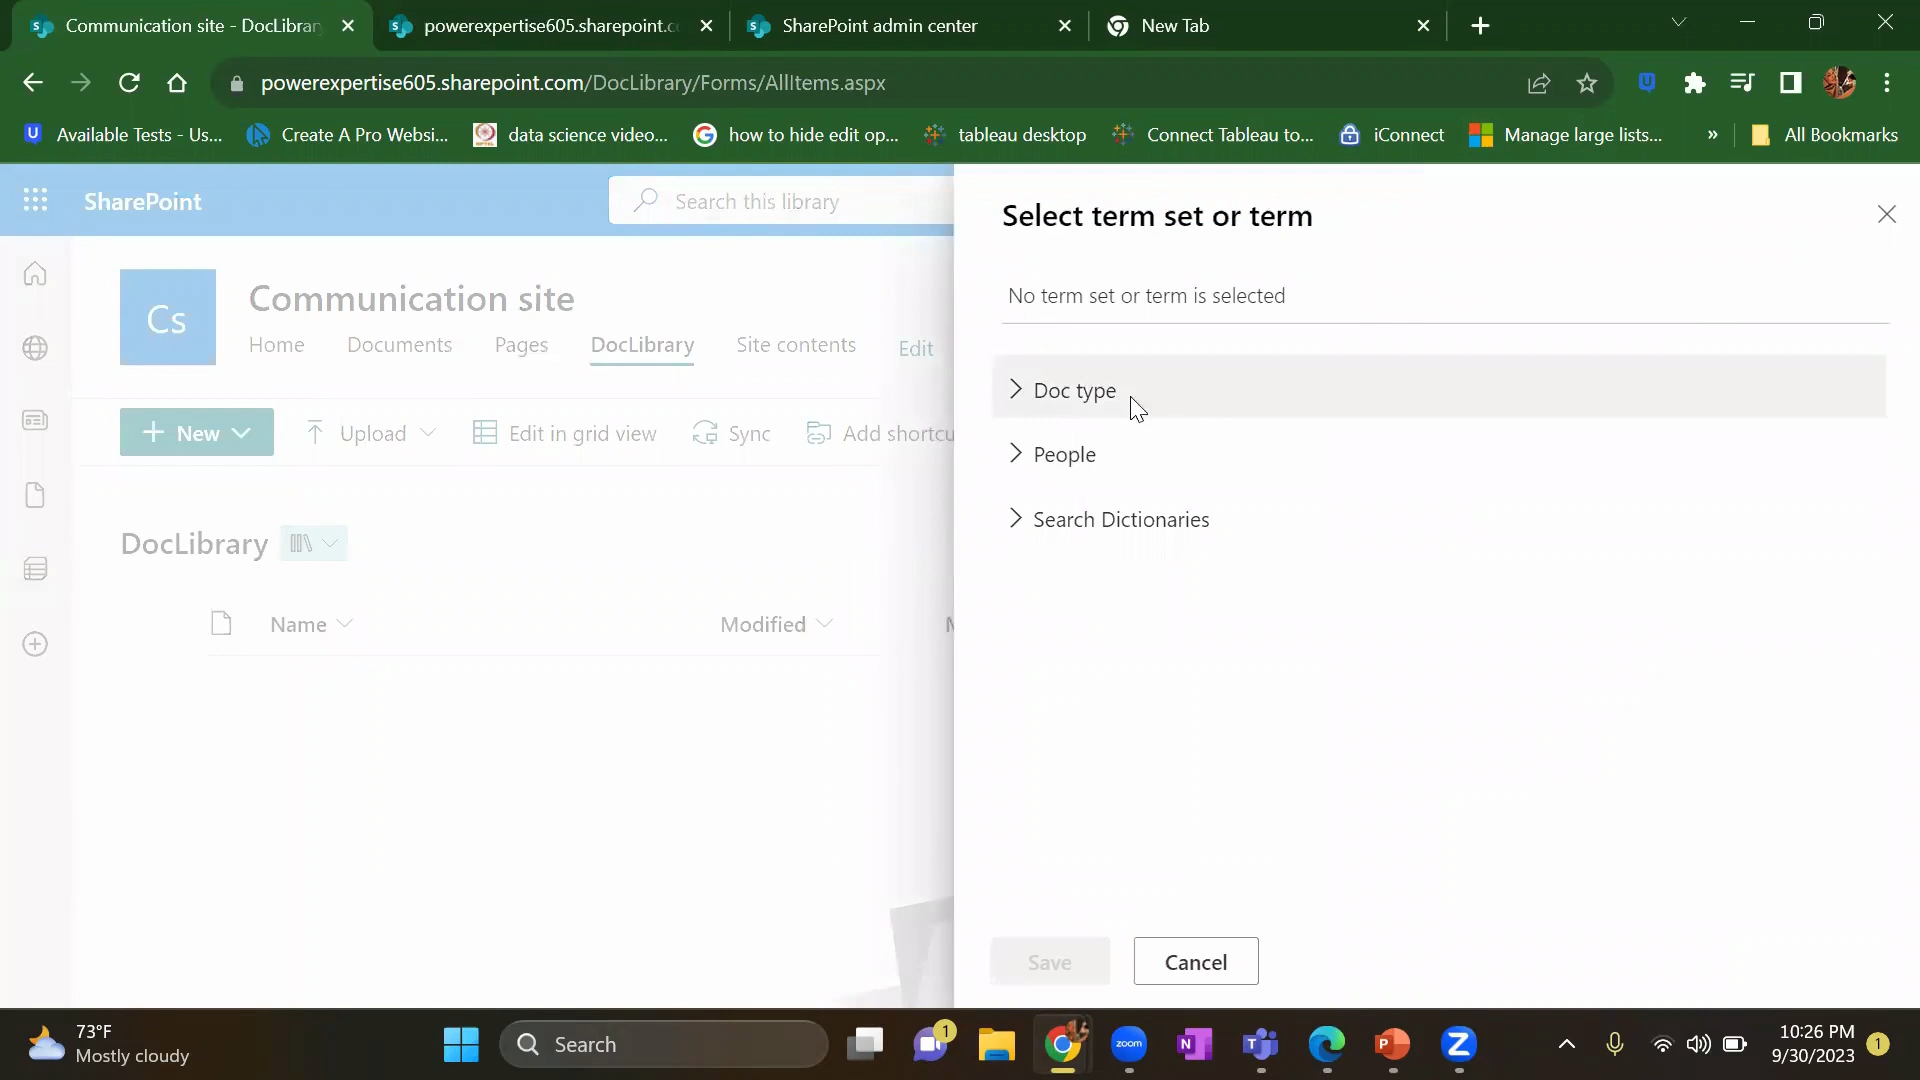 Communication site - DocLibrar
powerexpertise605.sharepoint.c
SharePoint admin center
New Tab
powerexpertise605.sharepoint.com/DocLibrary/Forms/AllItems.aspx
Available Tests - Us...
Create A Pro Websi...
data science video...
how to hide edit op...
tableau desktop
Connect Tableau to...
iConnect
Manage large lists...
» All Bookmarks
SharePoint
Search this library
Select term set or term
Cs
Communication site
Home Documents Pages DocLibrary Site contents Edit
No term set or term is selected
Doc type
People
Search Dictionaries
+ New Upload Edit in grid view Sync Add shortcu
DocLibrary
Name Modified M
Save Cancel
73°F
Mostly cloudy
Search
1
zoom
10:26 PM
9/30/2023
1